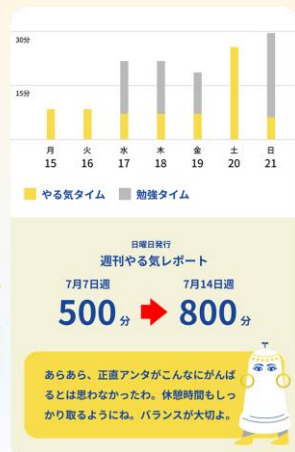 30分
15分
月 火 水 木 金 土 日
15 16 17 18 19 20 21
やる気タイム 勉強タイム
日曜日発行
週刊やる気レポート
7月7日週 7月14日週
500分 800分
あらあら、正直アンタがこんなにがんば
るとは思わなかったわ。休憩時間もしっ
かり取るようにね。バランスが大切よ。